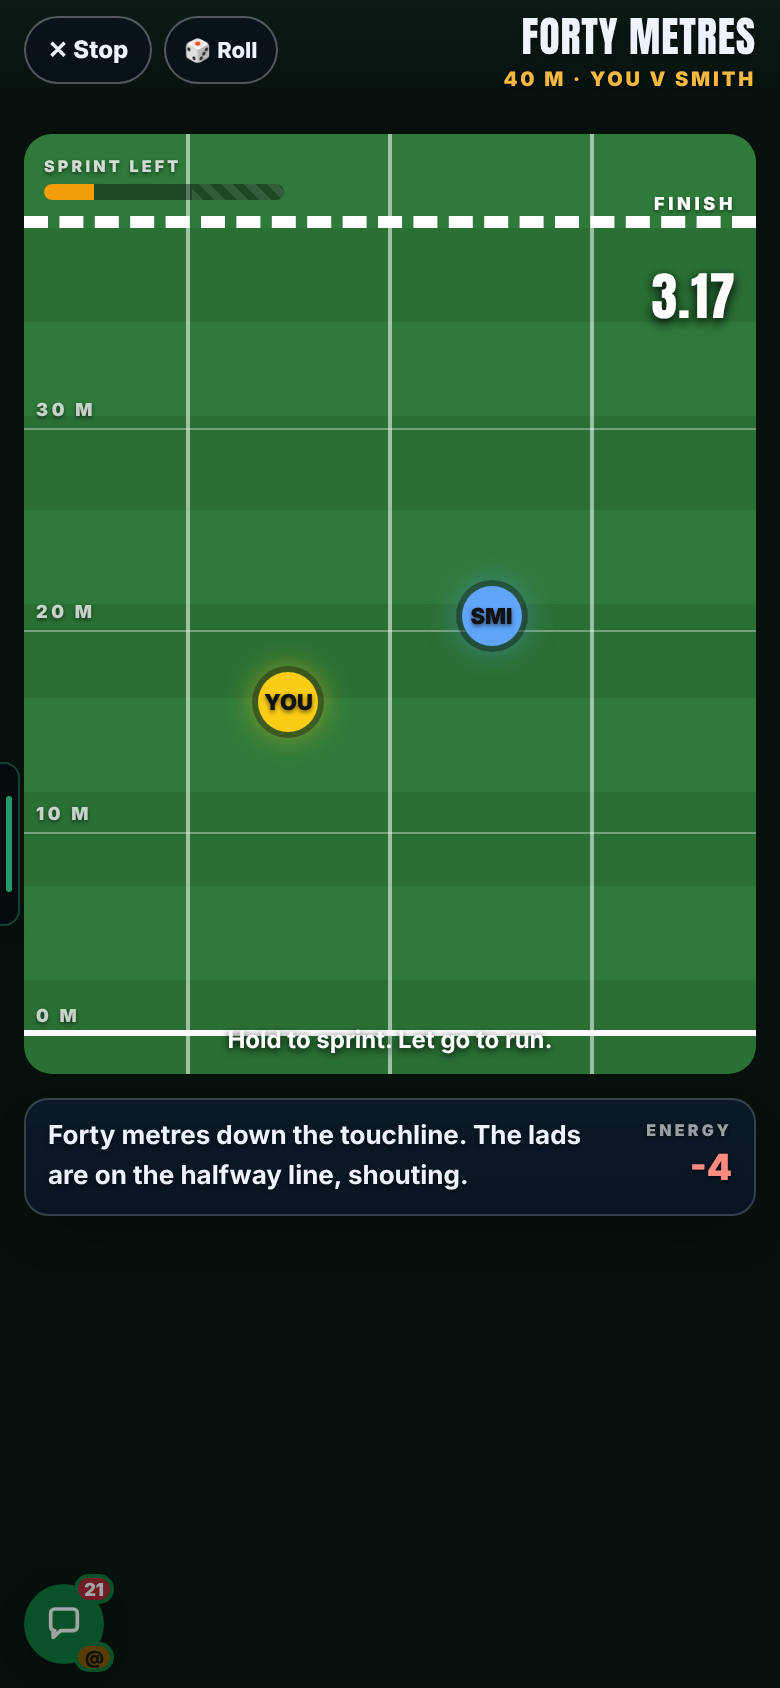 ✕ Stop
🎲 Roll
FORTY METRES
40 M · YOU V SMITH
SPRINT LEFT
FINISH
3.17
30 M
20 M
SMI
YOU
10 M
0 M
Hold to sprint. Let go to run.
Forty metres down the touchline. The lads
are on the halfway line, shouting.
ENERGY
-4
21
@